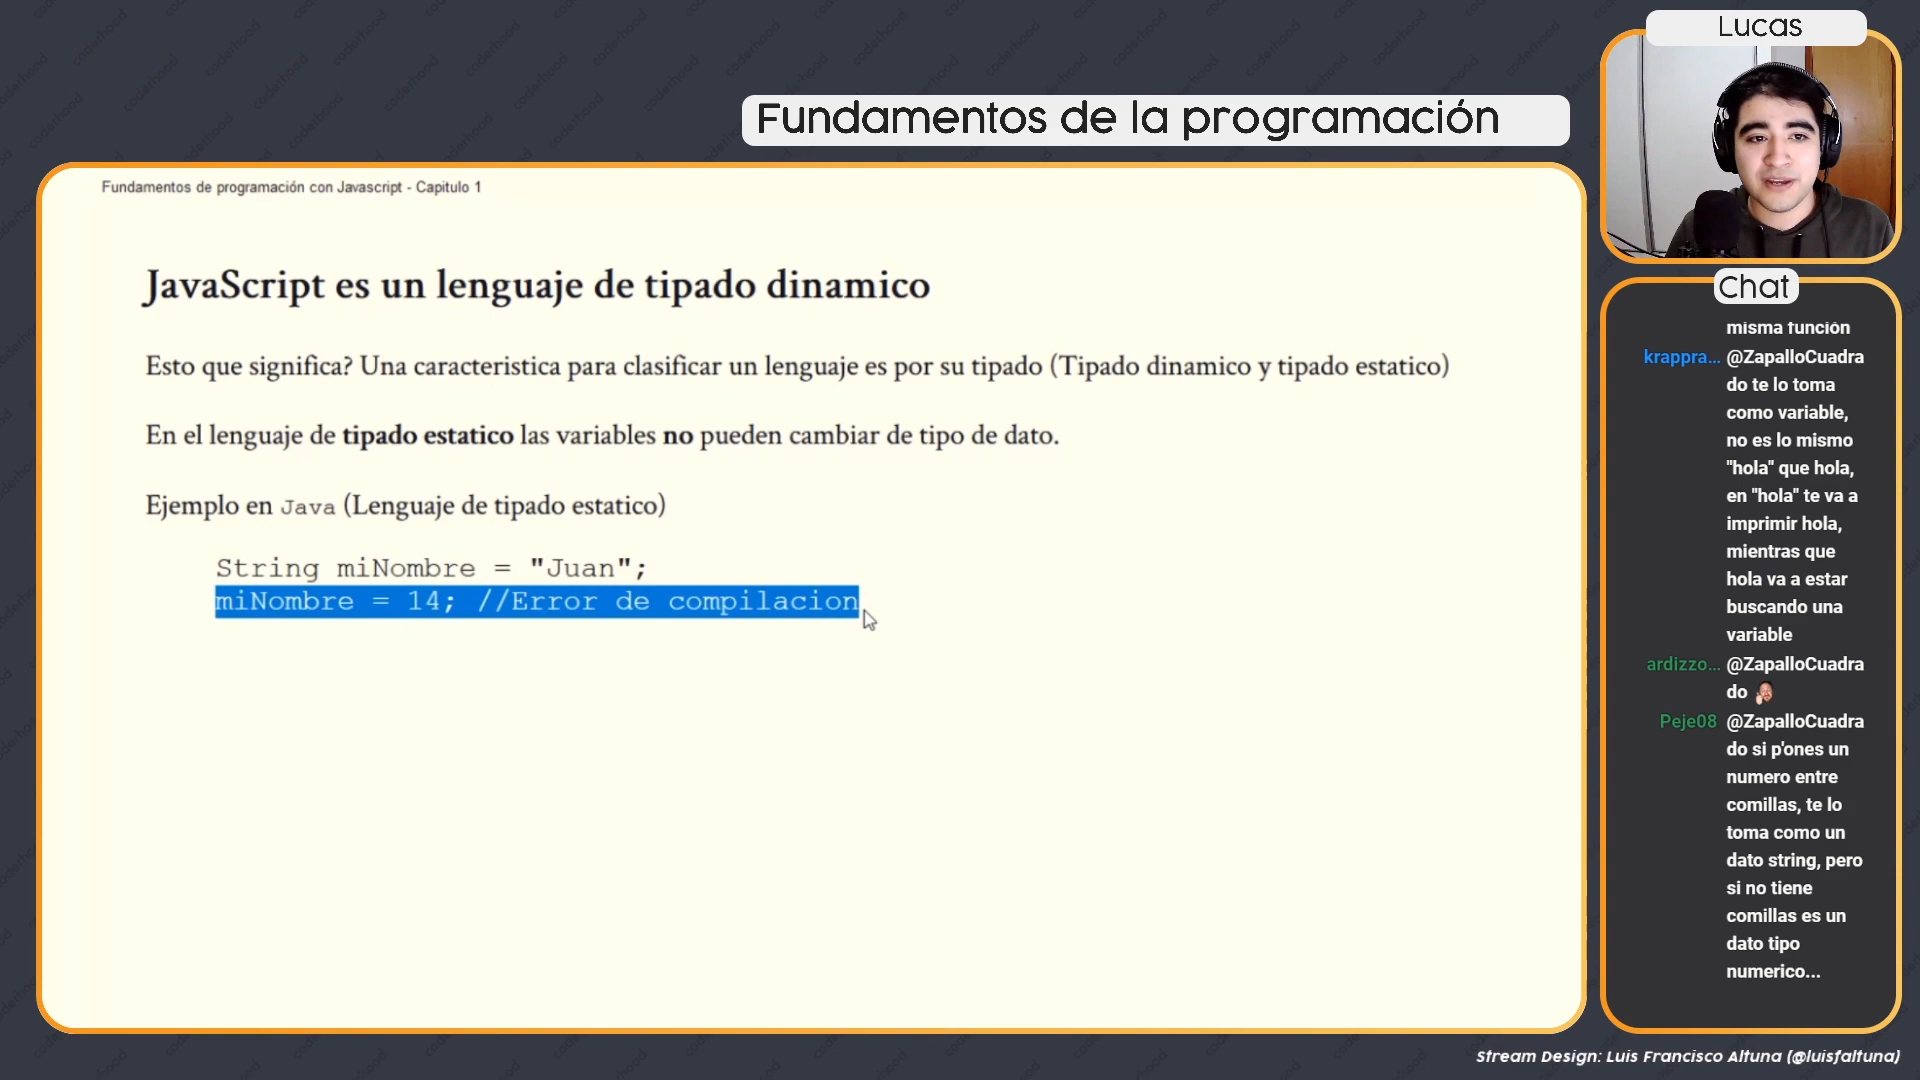 Lucas
Fundamentos de la programación
Fundamentos de programación con Javascript - Capitulo 1
JavaScript es un lenguaje de tipado dinamico
Esto que significa? Una caracteristica para clasificar un lenguaje es por su tipado (Tipado dinamico y tipado estatico)
En el lenguaje de tipado estatico las variables no pueden cambiar de tipo de dato.
Ejemplo en Java (Lenguaje de tipado estatico)
String miNombre = "Juan";
miNombre = 14; //Error de compilacion
Chat
misma función
krappra... @ZapalloCuadra
do te lo toma
como variable,
no es lo mismo
"hola" que hola,
en "hola" te va a
imprimir hola,
mientras que
hola va a estar
buscando una
variable
ardizzo... @ZapalloCuadra
do
Peje08 @ZapalloCuadra
do si p'ones un
numero entre
comillas, te lo
toma como un
dato string, pero
si no tiene
comillas es un
dato tipo
numerico...
Stream Design: Luis Francisco Altuna (@luisfaltuna)
coderhood